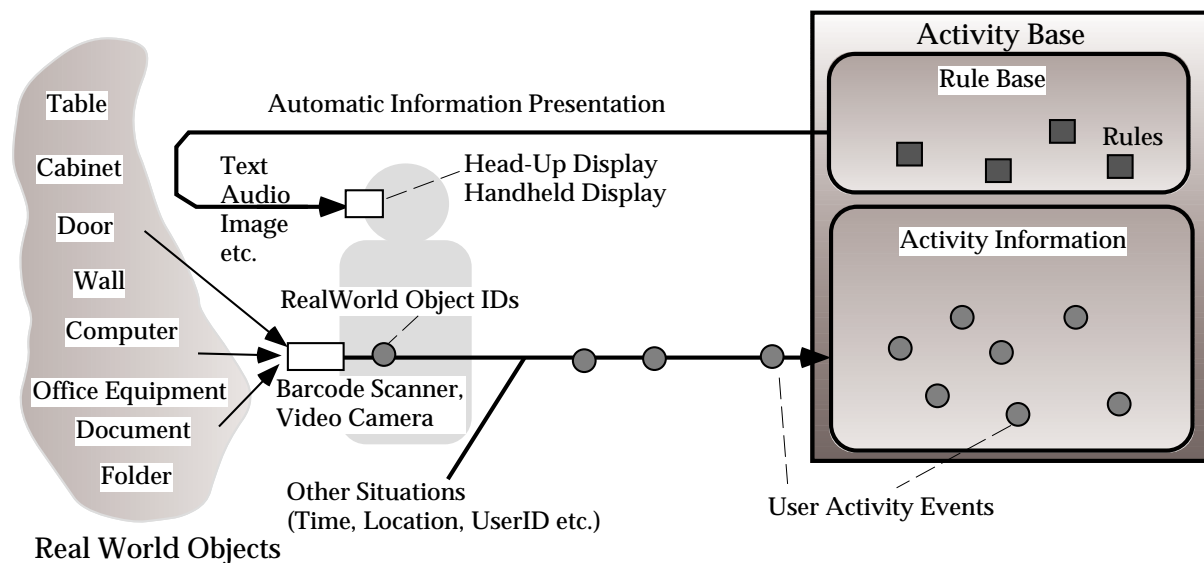 Activity Base
Rule Base
Rules
Automatic Information Presentation
Table
Cabinet
Door
Wall
Computer
Office Equipment
Document
Folder
Real World Objects
Text
Audio
Image
etc.
Head-Up Display
Handheld Display
Activity Information
RealWorld Object IDs
Barcode Scanner,
Video Camera
Other Situations
(Time, Location, UserID etc.)
User Activity Events